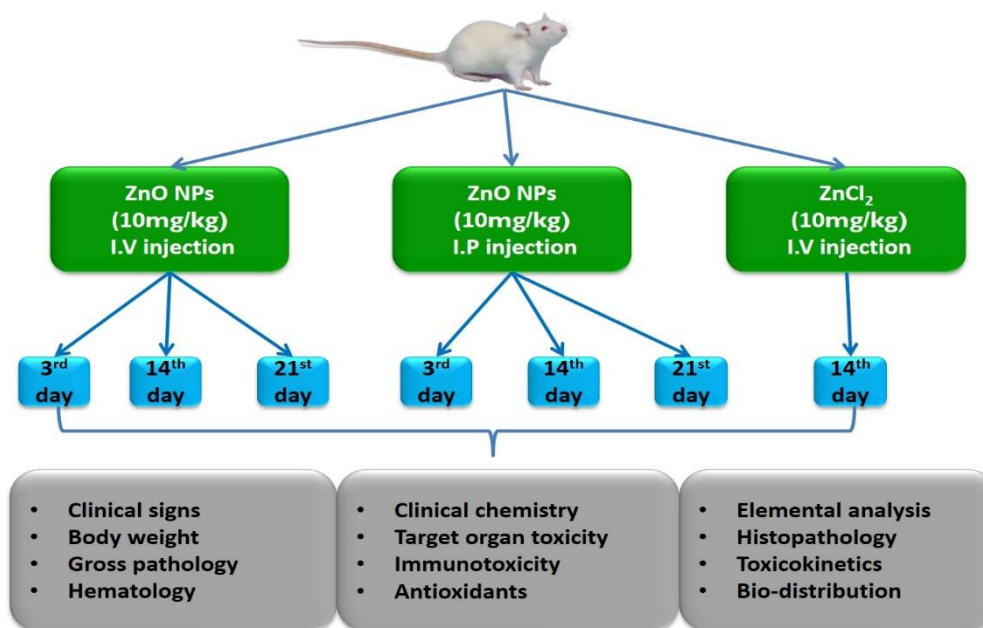 ZnO NPs
(10mg/kg)
I.V injection
ZnO NPs
(10mg/kg)
I.P injection
ZnCl₂
(10mg/kg)
I.V injection
3rd
day
14th
day
21st
day
3rd
day
14th
day
21st
day
14th
day
• Clinical signs
• Body weight
• Gross pathology
• Hematology
• Clinical chemistry
• Target organ toxicity
• Immunotoxicity
• Antioxidants
• Elemental analysis
• Histopathology
• Toxicokinetics
• Bio-distribution